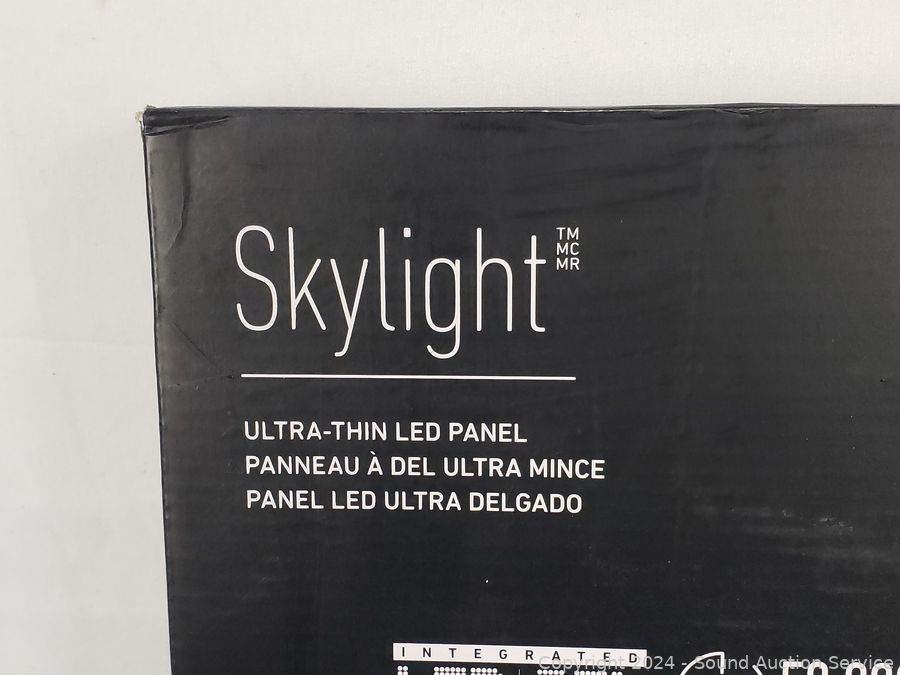 Skylight
TM
MC
MR
ULTRA-THIN LED PANEL
PANNEAU À DEL ULTRA MINCE
PANEL LED ULTRA DELGADO
INTEGRATED
Copyright 2024 - Sound Auction Service